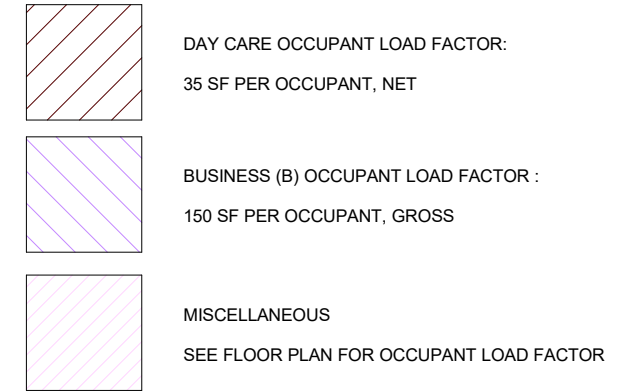 DAY CARE OCCUPANT LOAD FACTOR:
35 SF PER OCCUPANT, NET
BUSINESS (B) OCCUPANT LOAD FACTOR :
150 SF PER OCCUPANT, GROSS
MISCELLANEOUS
SEE FLOOR PLAN FOR OCCUPANT LOAD FACTOR